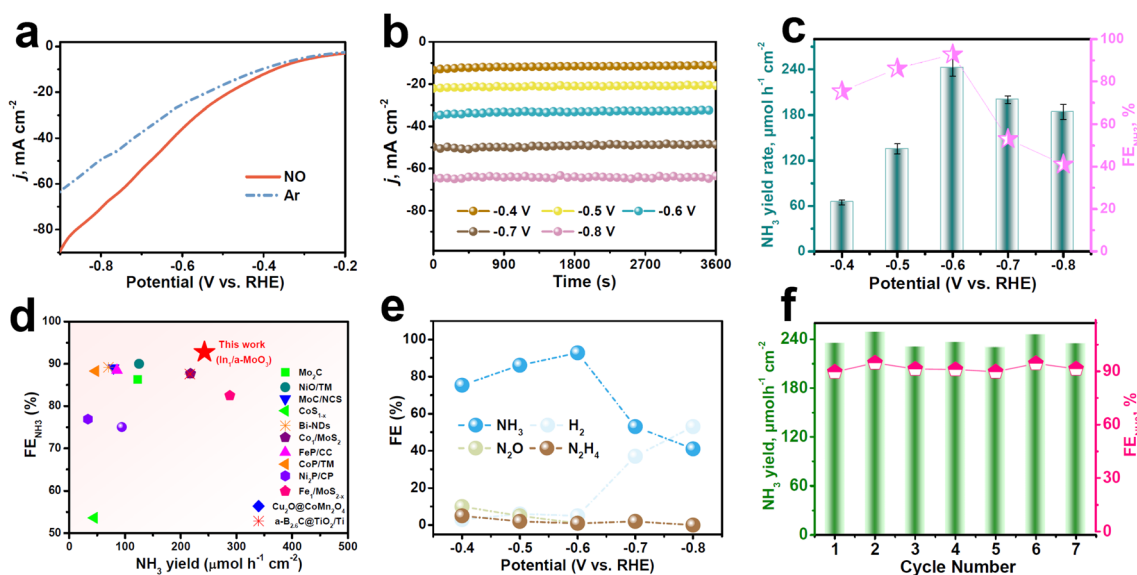 a
0
-20
-40
-60
-80
j, mA cm⁻²
NO
Ar
-0.8
-0.6
-0.4
-0.2
Potential (V vs. RHE)
b
0
-20
-40
-60
-80
j, mA cm⁻²
-0.4 V
-0.5 V
-0.6 V
-0.7 V
-0.8 V
0
900
1800
2700
3600
Time (s)
c
240
180
120
60
0
NH₃ yield rate, μmol h⁻¹ cm⁻²
100
80
60
40
20
0
FE_NH3, %
-0.4
-0.5
-0.6
-0.7
-0.8
Potential (V vs. RHE)
d
100
90
80
70
60
50
FE_NH3 (%)
This work
(In₁/a-MoO₃)
Mo₂C
NiO/TM
MoC/NCS
CoS₁₋ₓ
Bi-NDs
Co₁/MoS₂
FeP/CC
CoP/TM
Ni₂P/CP
Fe₁/MoS₂₋ₓ
Cu₂O@CoMn₂O₄
a-B₂.₆C@TiO₂/Ti
0
100
200
300
400
500
NH₃ yield (μmol h⁻¹ cm⁻²)
e
100
80
60
40
20
0
FE (%)
NH₃
H₂
N₂O
N₂H₄
-0.4
-0.5
-0.6
-0.7
-0.8
Potential (V vs. RHE)
f
240
180
120
60
0
NH₃ yield, μmolh⁻¹ cm⁻²
90
60
30
0
1
2
3
4
5
6
7
Cycle Number